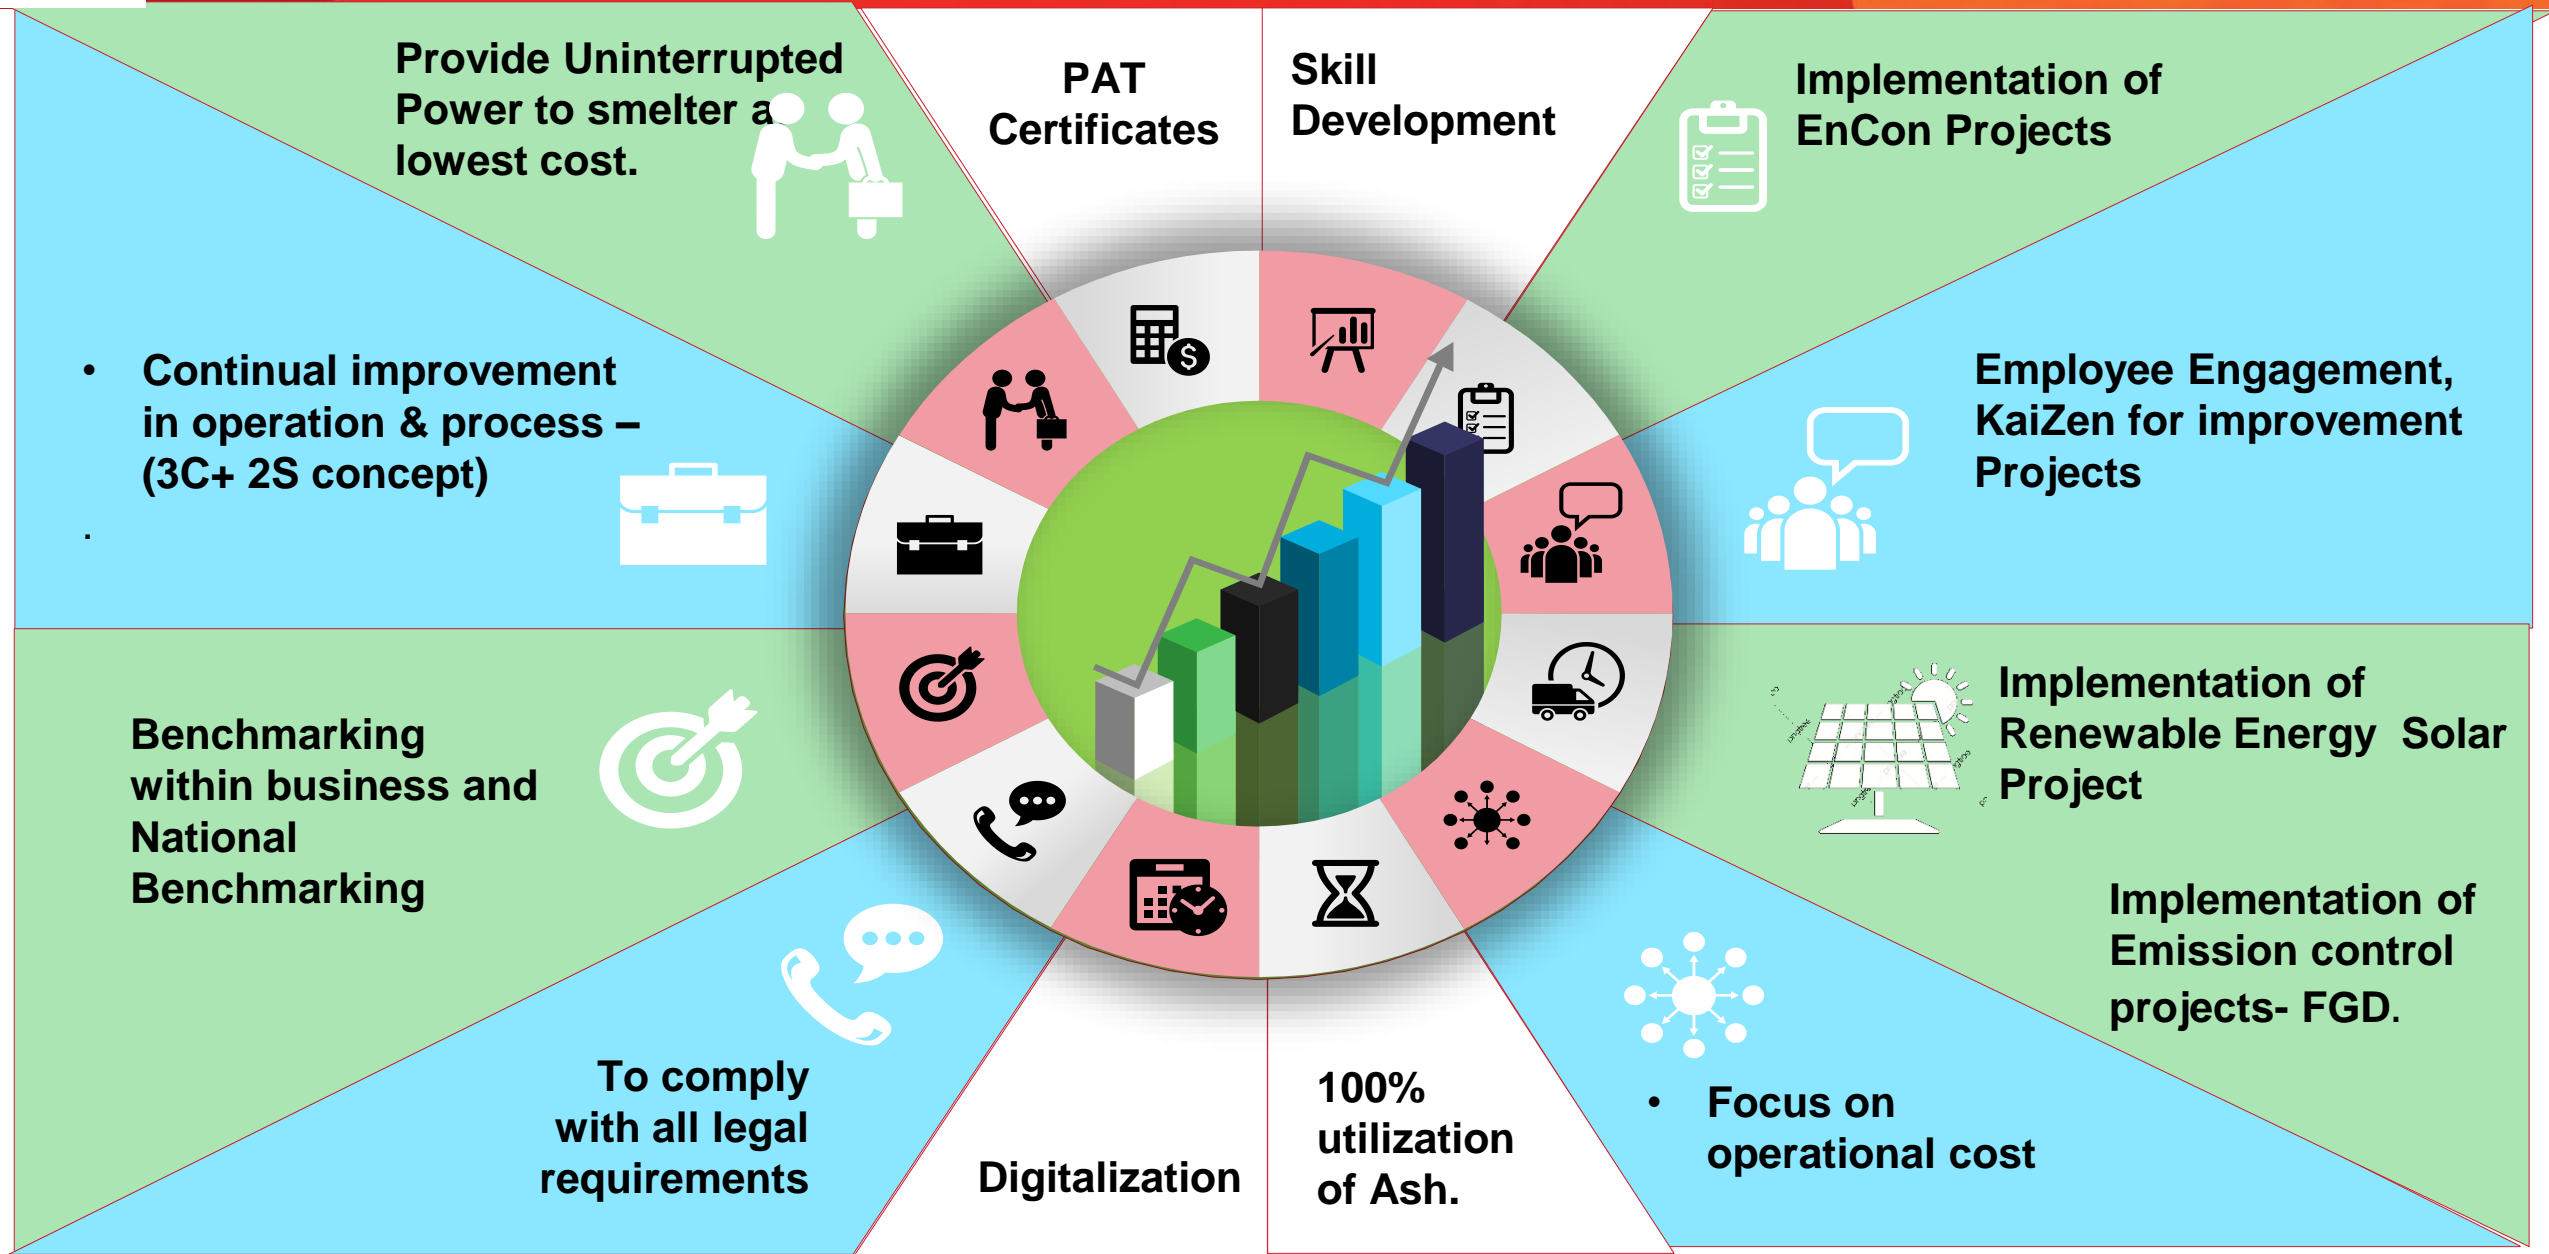 Provide Uninterrupted
Power to smelter a
lowest cost.
PAT
Certificates
Skill
Development
Implementation of
EnCon Projects
• Continual improvement
in operation & process –
(3C+ 2S concept)
.
Employee Engagement,
KaiZen for improvement
Projects
Benchmarking
within business and
National
Benchmarking
Implementation of
Renewable Energy Solar
Project
Implementation of
Emission control
projects- FGD.
To comply
with all legal
requirements
Digitalization
100%
utilization
of Ash.
• Focus on
operational cost